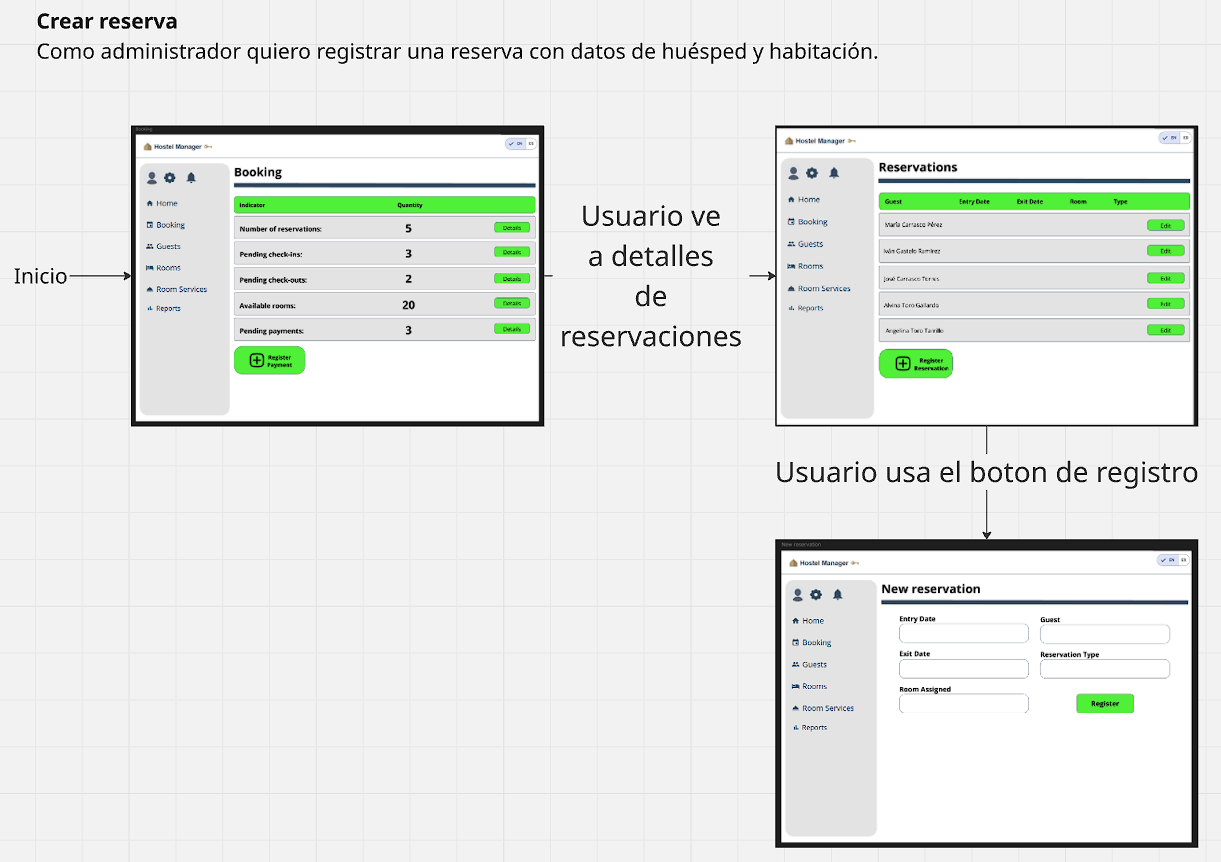 Crear reserva
Como administrador quiero registrar una reserva con datos de huésped y habitación.
Inicio
Booking
Hostel Manager
EN ES
Booking
Home
Booking
Guests
Rooms
Room Services
Reports
Indicator Quantity
Number of reservations: 5 Details
Pending check-ins: 3 Details
Pending check-outs: 2 Details
Available rooms: 20 Details
Pending payments: 3 Details
Register
Payment
Usuario ve
a detalles
de
reservaciones
Hostel Manager
EN ES
Reservations
Home
Booking
Guests
Rooms
Room Services
Reports
Guest Entry Date Exit Date Room Type
María Carrasco Pérez Edit
Iván Gastelo Ramírez Edit
José Carrasco Torres Edit
Alvina Toro Gallardo Edit
Angelina Toro Tarrillo Edit
Register
Reservation
Usuario usa el boton de registro
New reservation
Hostel Manager
EN ES
New reservation
Home
Booking
Guests
Rooms
Room Services
Reports
Entry Date Guest
Exit Date Reservation Type
Room Assigned
Register